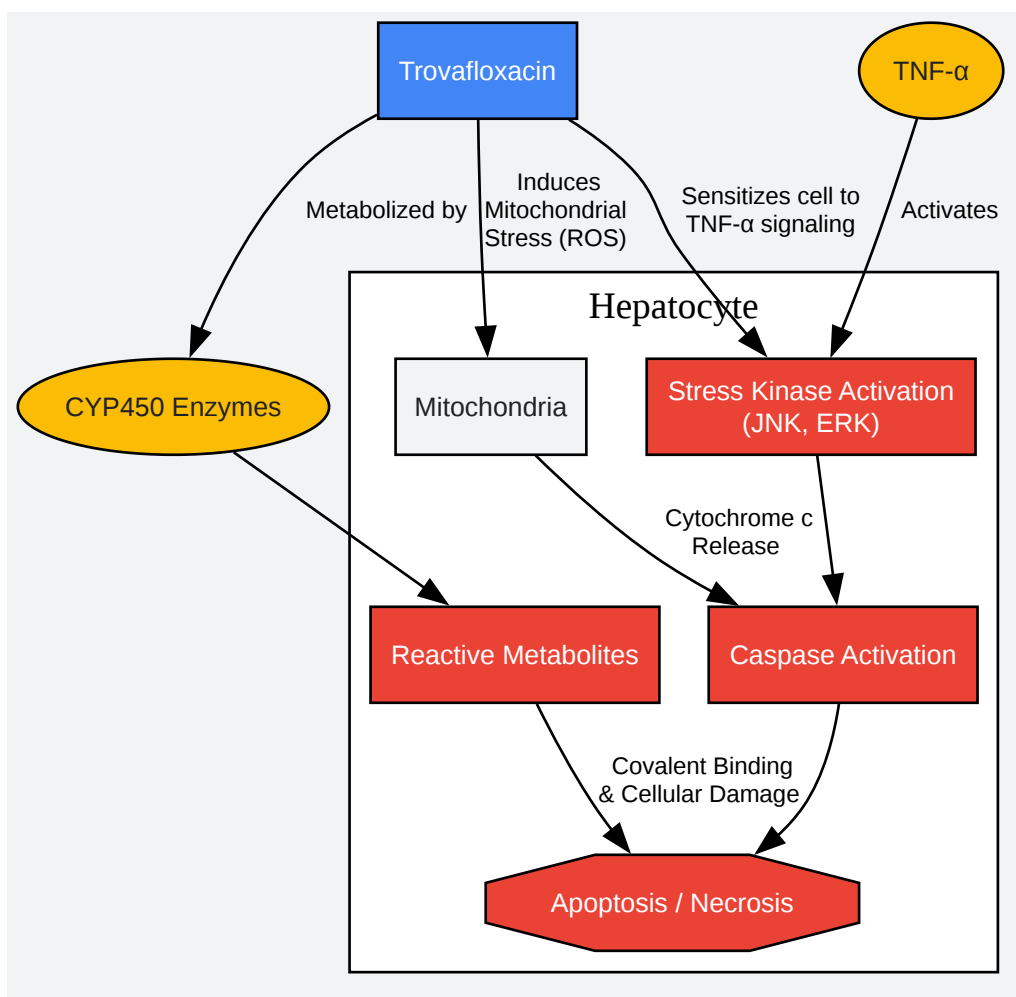 Trovafloxacin
TNF-α
Metabolized by
Induces
Mitochondrial
Stress (ROS)
Sensitizes cell to
TNF-α signaling
Activates
Hepatocyte
CYP450 Enzymes
Mitochondria
Stress Kinase Activation
(JNK, ERK)
Cytochrome c
Release
Reactive Metabolites
Caspase Activation
Covalent Binding
& Cellular Damage
Apoptosis / Necrosis